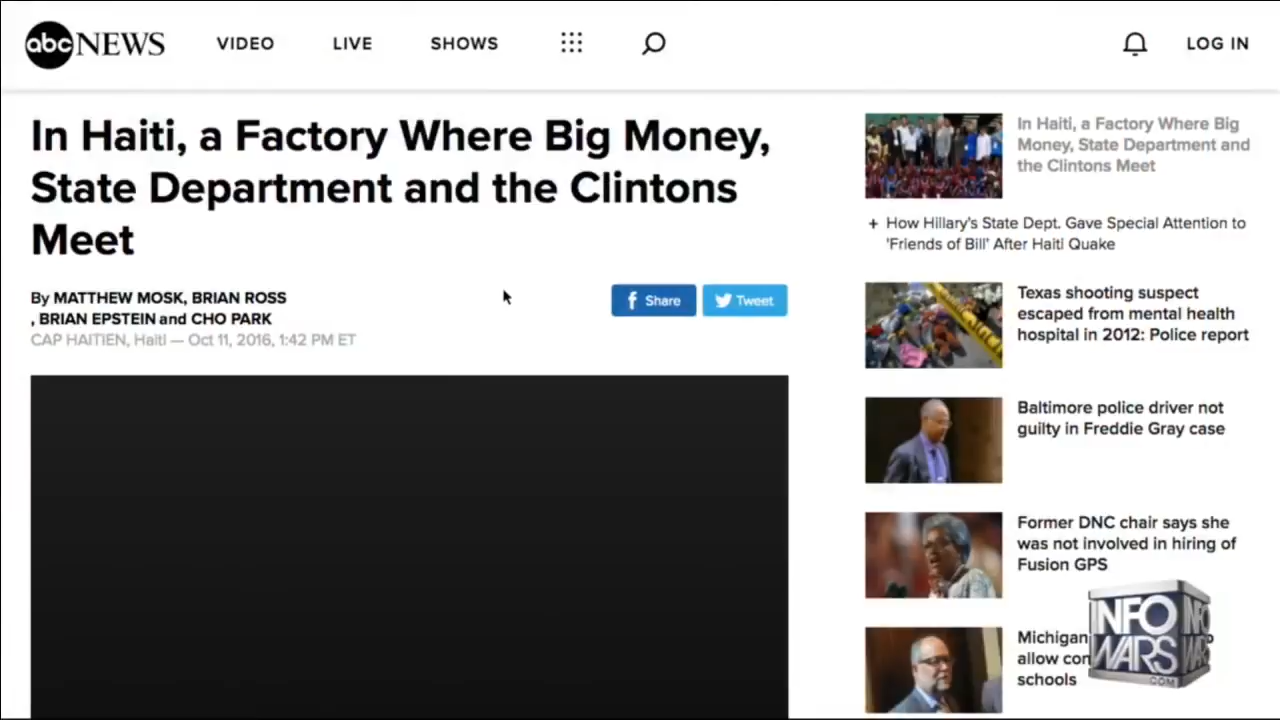 abc NEWS VIDEO LIVE SHOWS LOG IN
In Haiti, a Factory Where Big Money,
State Department and the Clintons
Meet
By MATTHEW MOSK, BRIAN ROSS
, BRIAN EPSTEIN and CHO PARK
CAP HAITIEN, Haiti — Oct 11, 2016, 1:42 PM ET
f Share
Tweet
In Haiti, a Factory Where Big
Money, State Department and
the Clintons Meet
+ How Hillary's State Dept. Gave Special Attention to
'Friends of Bill' After Haiti Quake
Texas shooting suspect
escaped from mental health
hospital in 2012: Police report
Baltimore police driver not
guilty in Freddie Gray case
Former DNC chair says she
was not involved in hiring of
Fusion GPS
Michigan
allow
schools
INFO
WARS
.COM